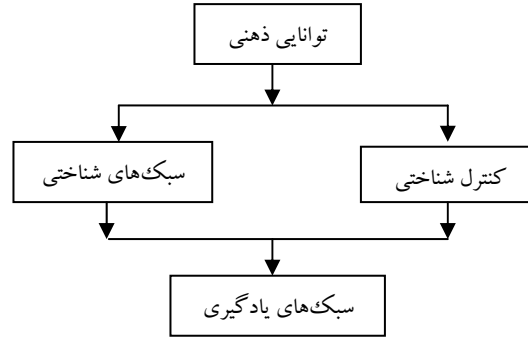 توانایی ذهنی
کنترل شناختی
سبک‌های شناختی
سبک‌های یادگیری